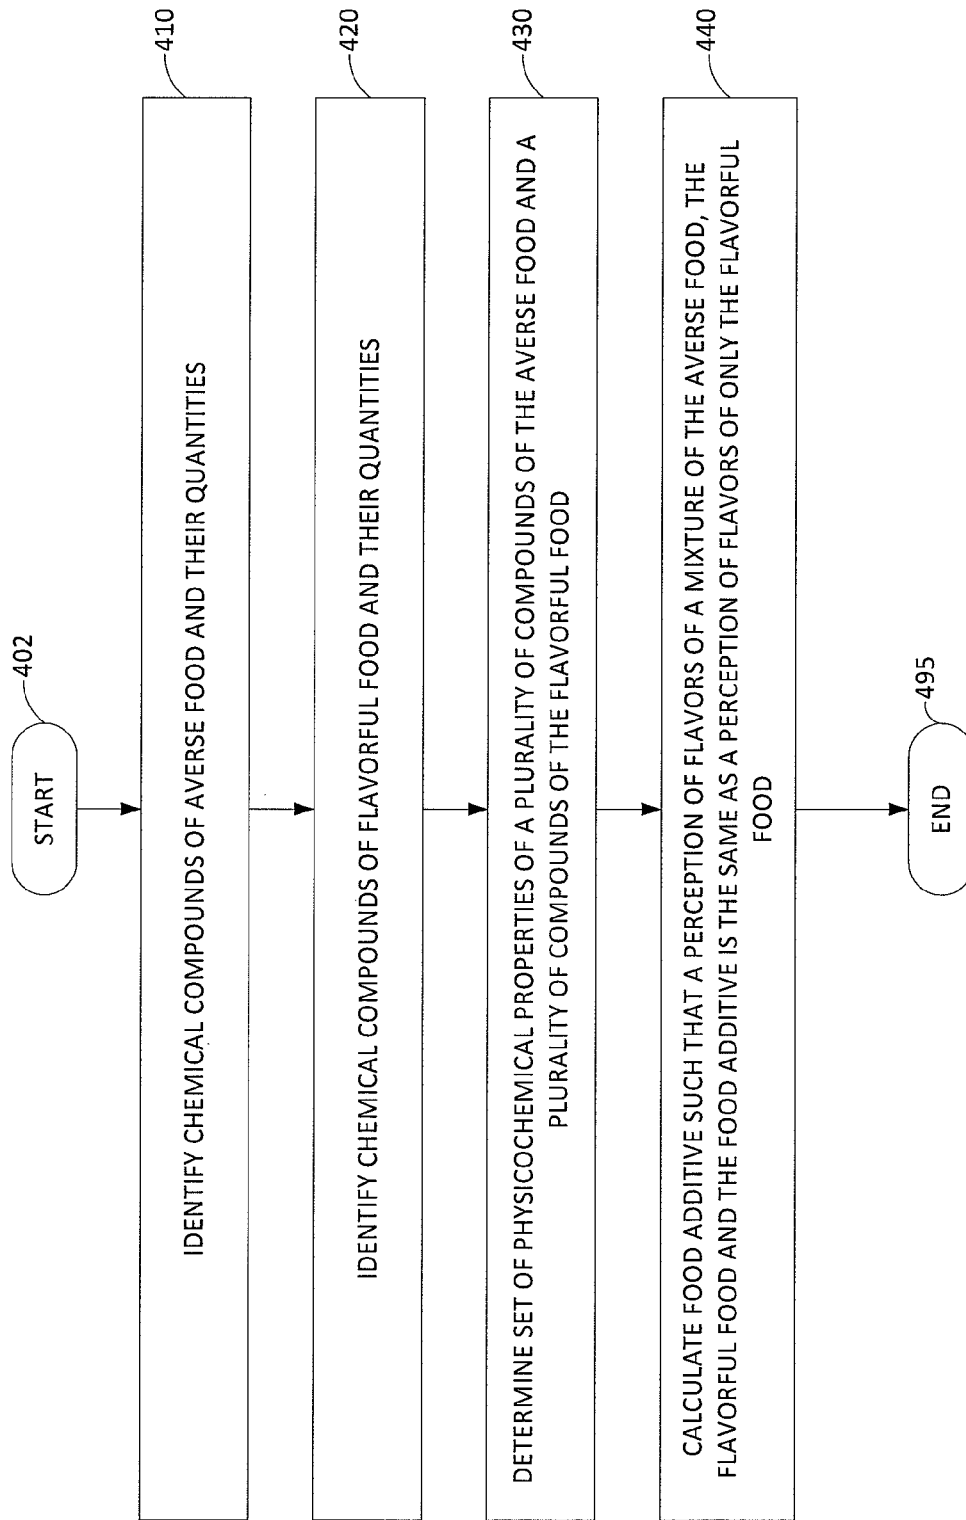 START
402
IDENTIFY CHEMICAL COMPOUNDS OF AVERSE FOOD AND THEIR QUANTITIES
410
IDENTIFY CHEMICAL COMPOUNDS OF FLAVORFUL FOOD AND THEIR QUANTITIES
420
DETERMINE SET OF PHYSICOCHEMICAL PROPERTIES OF A PLURALITY OF COMPOUNDS OF THE AVERSE FOOD AND A
PLURALITY OF COMPOUNDS OF THE FLAVORFUL FOOD
430
CALCULATE FOOD ADDITIVE SUCH THAT A PERCEPTION OF FLAVORS OF A MIXTURE OF THE AVERSE FOOD, THE
FLAVORFUL FOOD AND THE FOOD ADDITIVE IS THE SAME AS A PERCEPTION OF FLAVORS OF ONLY THE FLAVORFUL
FOOD
440
END
495